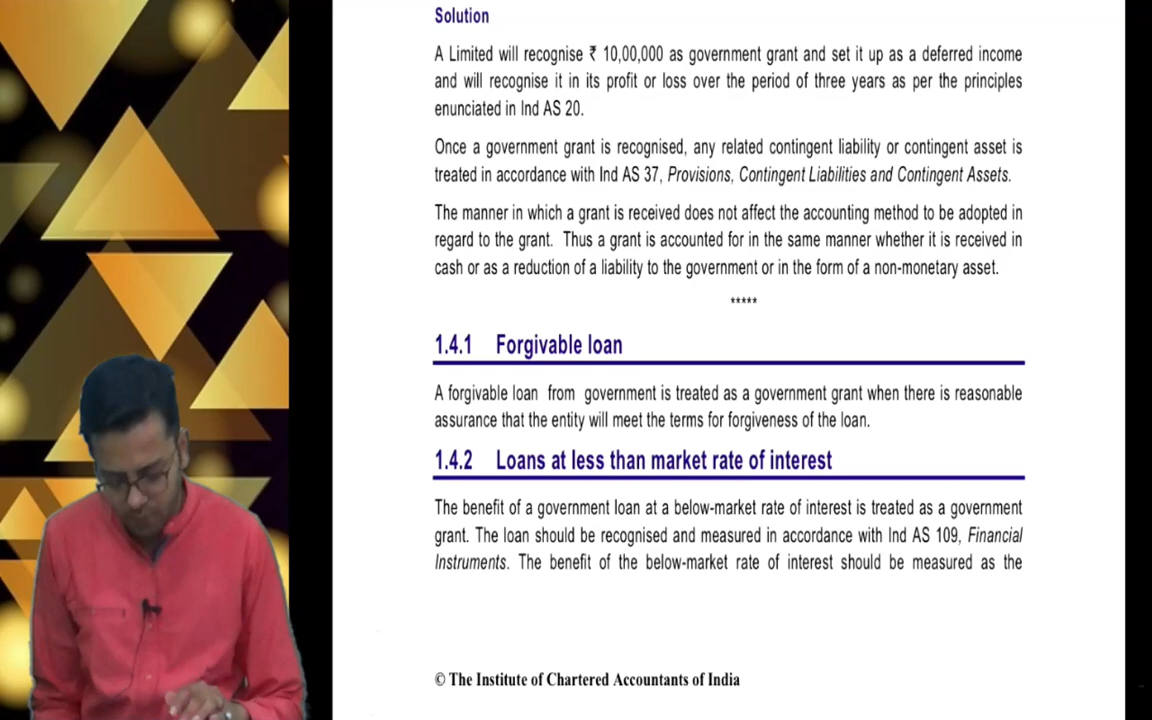 Solution
A Limited will recognise ₹ 10,00,000 as government grant and set it up as a deferred income
and will recognise it in its profit or loss over the period of three years as per the principles
enunciated in Ind AS 20.
Once a government grant is recognised, any related contingent liability or contingent asset is
treated in accordance with Ind AS 37, Provisions, Contingent Liabilities and Contingent Assets.
The manner in which a grant is received does not affect the accounting method to be adopted in
regard to the grant. Thus a grant is accounted for in the same manner whether it is received in
cash or as a reduction of a liability to the government or in the form of a non-monetary asset.
*****
1.4.1 Forgivable loan
A forgivable loan from government is treated as a government grant when there is reasonable
assurance that the entity will meet the terms for forgiveness of the loan.
1.4.2 Loans at less than market rate of interest
The benefit of a government loan at a below-market rate of interest is treated as a government
grant. The loan should be recognised and measured in accordance with Ind AS 109, Financial
Instruments. The benefit of the below-market rate of interest should be measured as the
© The Institute of Chartered Accountants of India